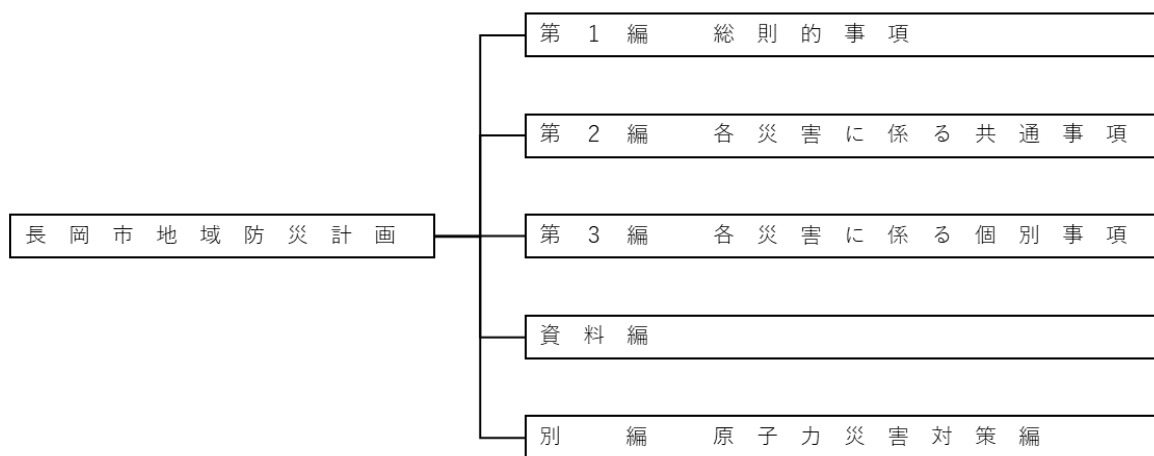 長岡市地域防災計画
第1編　総則的事項
第2編　各災害に係る共通事項
第3編　各災害に係る個別事項
資料編
別　編　原子力災害対策編